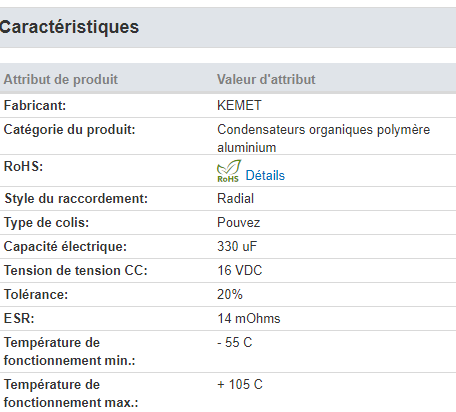 Caractéristiques
Attribut de produit Valeur d'attribut
Fabricant: KEMET
Catégorie du produit: Condensateurs organiques polymère
aluminium
RoHS: RoHS Détails
Style du raccordement: Radial
Type de colis: Pouvez
Capacité électrique: 330 uF
Tension de tension CC: 16 VDC
Tolérance: 20%
ESR: 14 mOhms
Température de
fonctionnement min.: - 55 C
Température de
fonctionnement max.: + 105 C